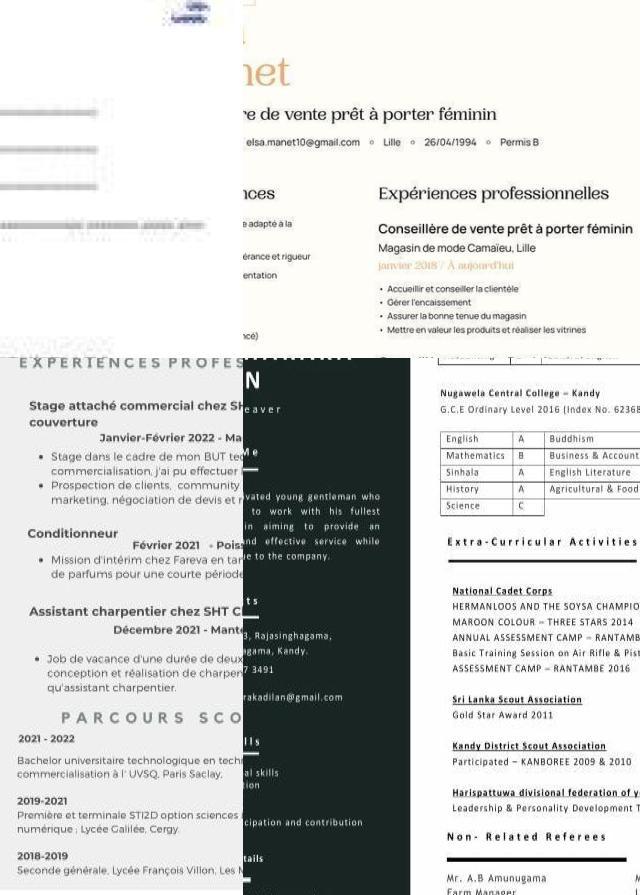 net
re de vente prêt à porter féminin
elsa.manet10@gmail.com ○ Lille ○ 26/04/1994 ○ Permis B
nces
e adapté à la
érance et rigueur
entation
ncé)
Expériences professionnelles
Conseillère de vente prêt à porter féminin
Magasin de mode Camaïeu, Lille
janvier 2018 / À aujourd'hui
• Accueillir et conseiller la clientèle
• Gérer l'encaissement
• Assurer la bonne tenue du magasin
• Mettre en valeur les produits et réaliser les vitrines
EXPERIENCES PROFES
Stage attaché commercial chez SH
couverture
Janvier-Février 2022 - Ma
• Stage dans le cadre de mon BUT tec
commercialisation, j'ai pu effectuer
• Prospection de clients, community
marketing, négociation de devis et r
Conditionneur
Février 2021 - Poiss
• Mission d'intérim chez Fareva en tan
de parfums pour une courte période
Assistant charpentier chez SHT C
Décembre 2021 - Mante
• Job de vacance d'une durée de deux
conception et réalisation de charpen
qu'assistant charpentier.
PARCOURS SCO
2021 - 2022
Bachelor universitaire technologique en tech
commercialisation à l' UVSQ, Paris Saclay.
2019-2021
Première et terminale STI2D option sciences
numérique ; Lycée Galilée, Cergy.
2018-2019
Seconde générale, Lycée François Villon, Les M
N
eaver
Me
vated young gentleman who
to work with his fullest
in aiming to provide an
nd effective service while
e to the company.
ts
3, Rajasinghagama,
gama, Kandy.
7 3491
rakadilan@gmail.com
lls
al skills
tion
cipation and contribution
tails
Nugawela Central College – Kandy
G.C.E Ordinary Level 2016 (Index No. 62368
English A Buddhism
Mathematics B Business & Account
Sinhala A English Literature
History A Agricultural & Food
Science C
Extra-Curricular Activities
National Cadet Corps
HERMANLOOS AND THE SOYSA CHAMPIO
MAROON COLOUR – THREE STARS 2014
ANNUAL ASSESSMENT CAMP – RANTAMB
Basic Training Session on Air Rifle & Pist
ASSESSMENT CAMP – RANTAMBE 2016
Sri Lanka Scout Association
Gold Star Award 2011
Kandy District Scout Association
Participated – KANBOREE 2009 & 2010
Harispattuwa divisional federation of y
Leadership & Personality Development T
Non- Related Referees
Mr. A.B Amunugama
Farm Manager